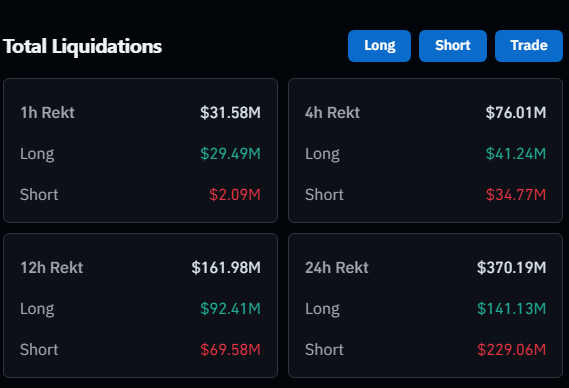 Total Liquidations Long Short Trade
1h Rekt $31.58M
Long $29.49M
Short $2.09M
4h Rekt $76.01M
Long $41.24M
Short $34.77M
12h Rekt $161.98M
Long $92.41M
Short $69.58M
24h Rekt $370.19M
Long $141.13M
Short $229.06M